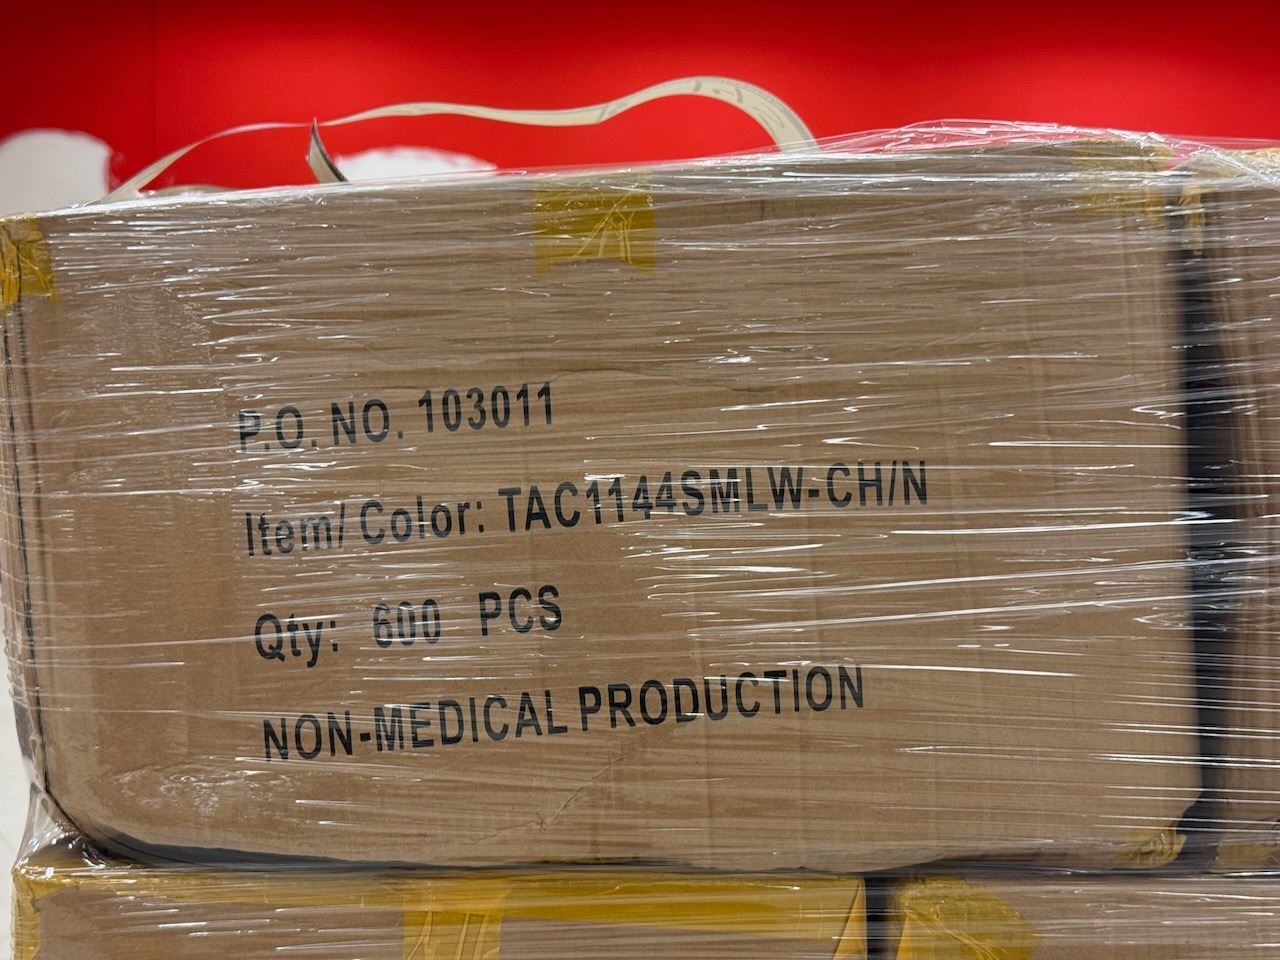 P.O. NO. 103011
Item/ Color: TAC1144SMLW-CH/N
Qty: 600 PCS
NON-MEDICAL PRODUCTION